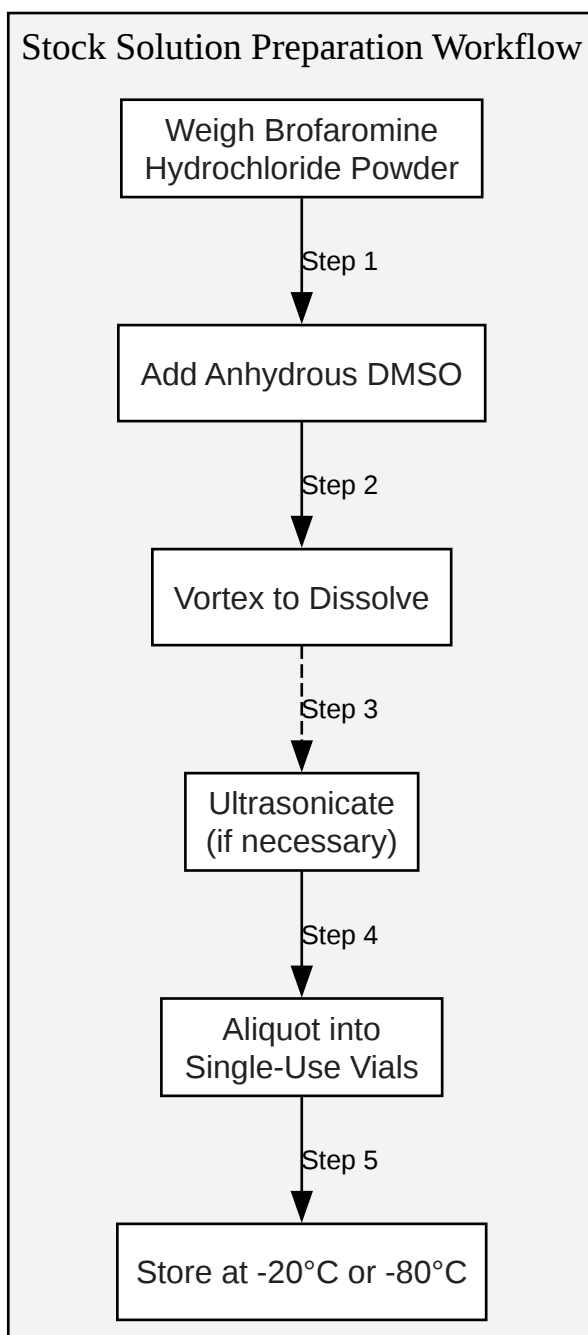 Stock Solution Preparation Workflow
Weigh Brofaromine
Hydrochloride Powder
Step 1
Add Anhydrous DMSO
Step 2
Vortex to Dissolve
Step 3
Ultrasonicate
(if necessary)
Step 4
Aliquot into
Single-Use Vials
Step 5
Store at -20°C or -80°C